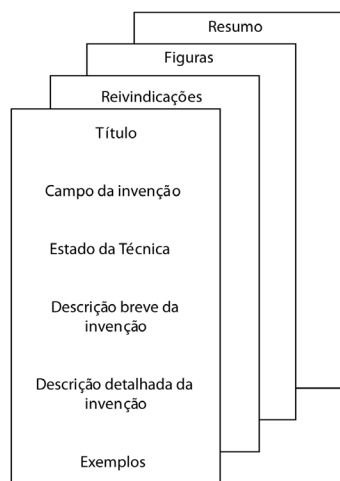 Resumo
Figuras
Reivindicações
Título
Campo da invenção
Estado da Técnica
Descrição breve da
invenção
Descrição detalhada da
invenção
Exemplos